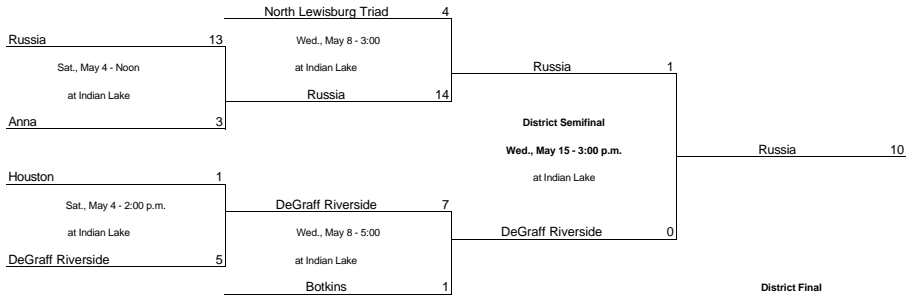 North Lewisburg Triad 4
Russia 13
Wed., May 8 - 3:00
Sat., May 4 - Noon
at Indian Lake
Russia 1
at Indian Lake
Russia 14
Anna 3
District Semifinal
Wed., May 15 - 3:00 p.m.
Russia 10
Houston 1
at Indian Lake
Sat., May 4 - 2:00 p.m.
DeGraff Riverside 7
at Indian Lake
Wed., May 8 - 5:00
DeGraff Riverside 0
DeGraff Riverside 5
at Indian Lake
Botkins 1
District Final